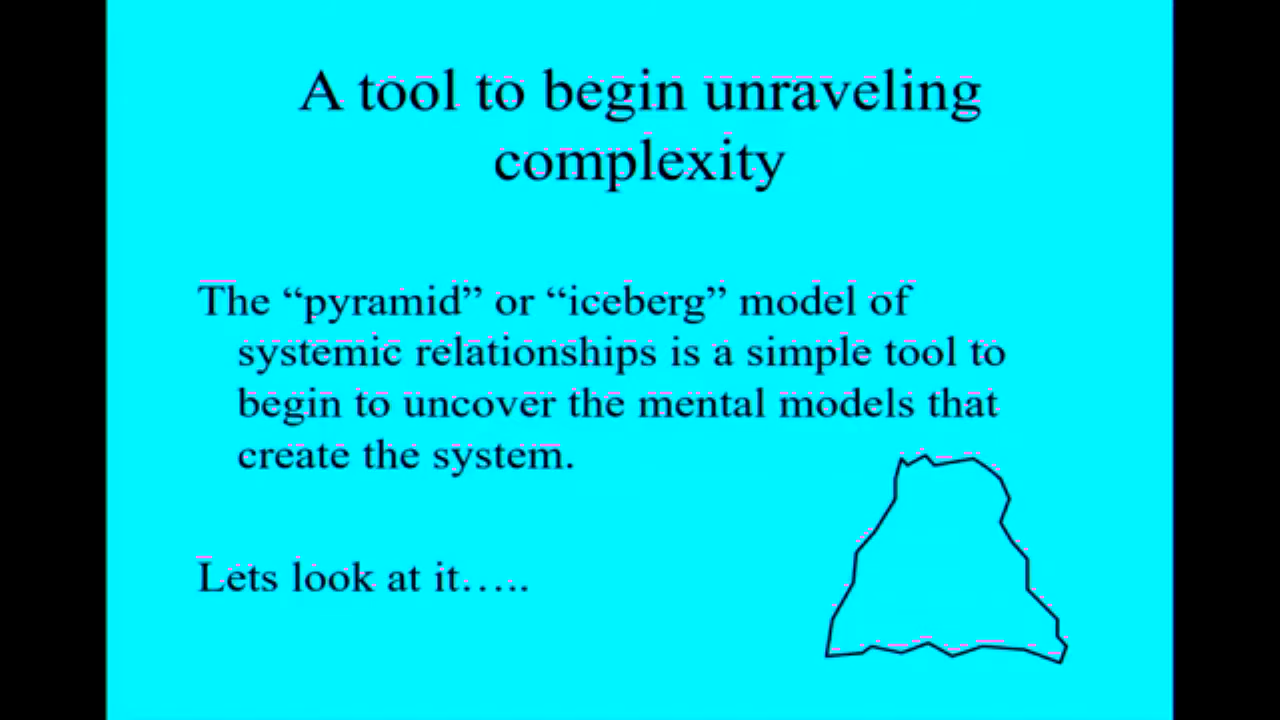 A tool to begin unraveling
complexity
The “pyramid” or “iceberg” model of
systemic relationships is a simple tool to
begin to uncover the mental models that
create the system.
Lets look at it…..